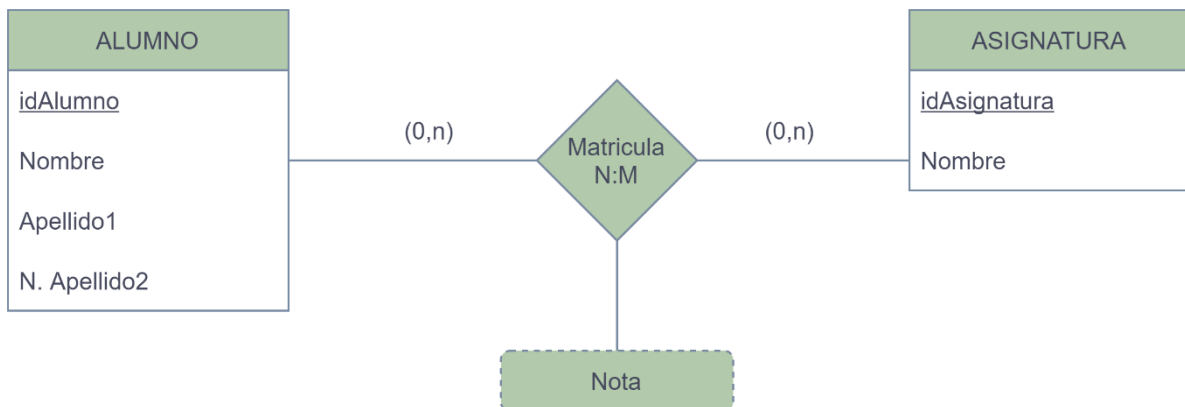 ALUMNO
idAlumno
Nombre
Apellido1
N. Apellido2
(0,n)
Matricula
N:M
(0,n)
ASIGNATURA
idAsignatura
Nombre
Nota